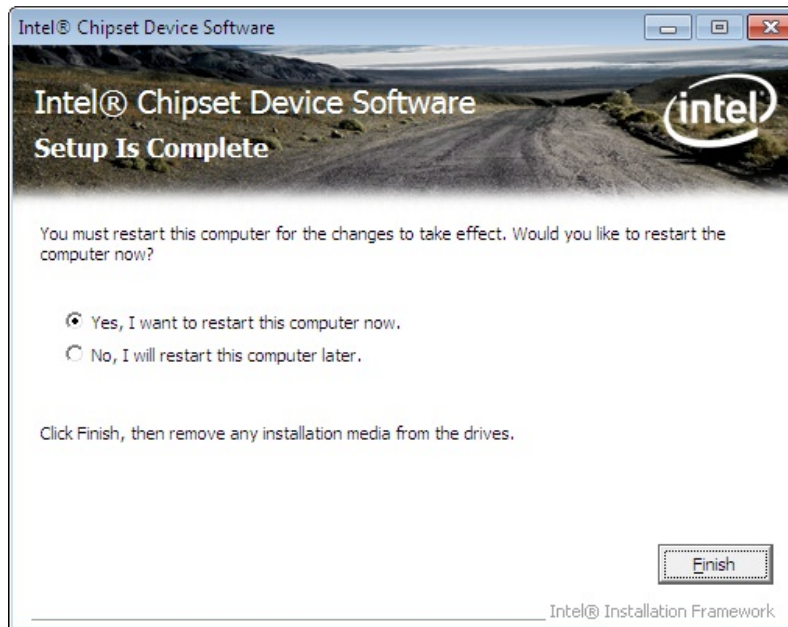 Intel® Chipset Device Software
Intel® Chipset Device Software
intel
Setup Is Complete
You must restart this computer for the changes to take effect. Would you like to restart the
computer now?
Yes, I want to restart this computer now.
No, I will restart this computer later.
Click Finish, then remove any installation media from the drives.
Finish
Intel® Installation Framework